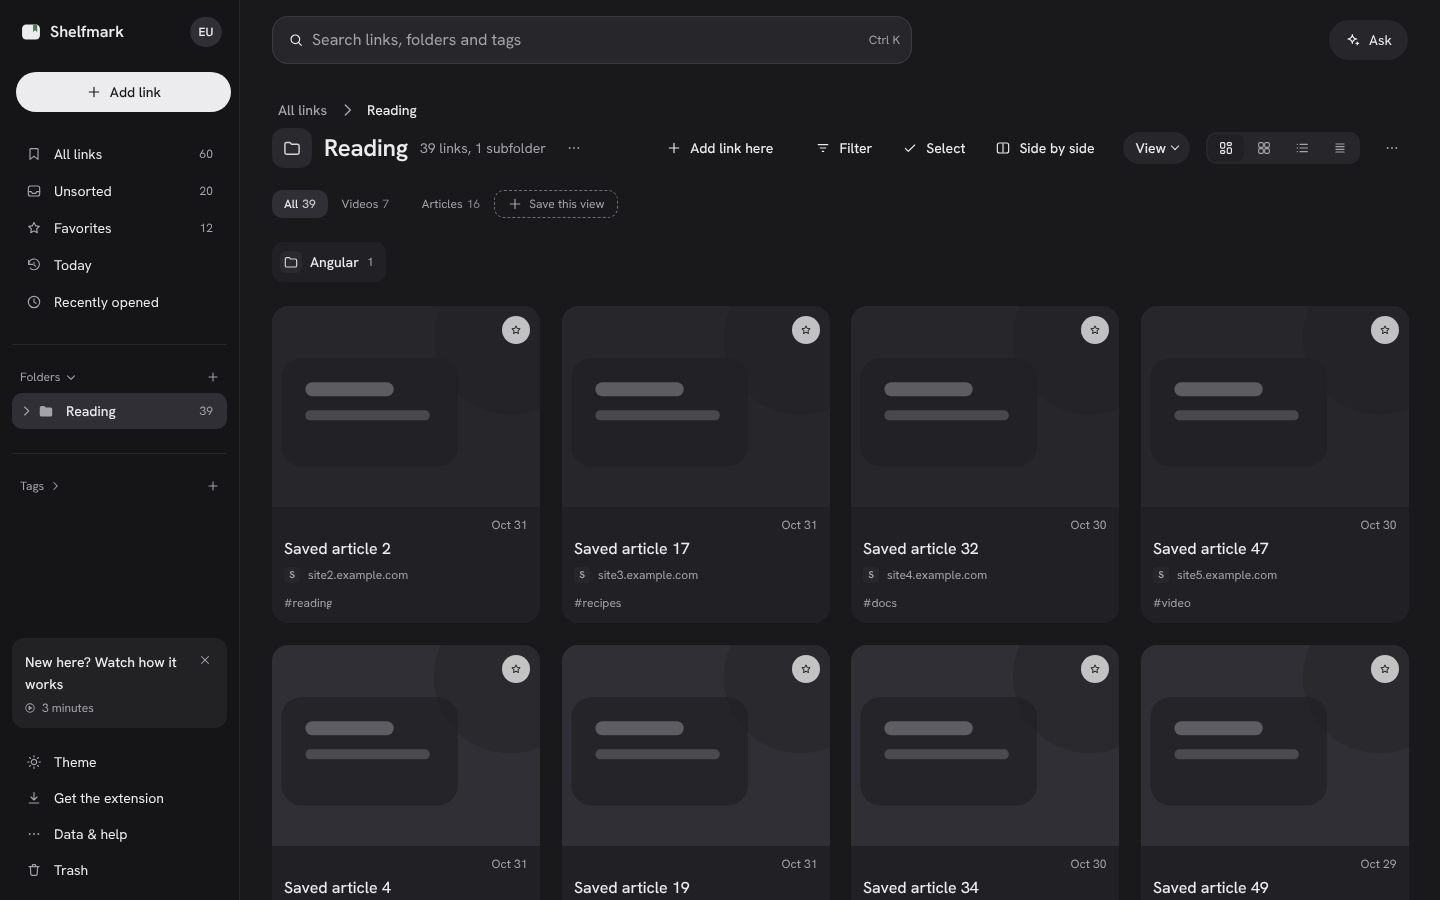 Shelfmark
EU
Add link
All links 60
Unsorted 20
Favorites 12
Today
Recently opened
Folders
Reading 39
Tags
New here? Watch how it
works
3 minutes
Theme
Get the extension
Data & help
Trash
Search links, folders and tags Ctrl K
Ask
All links Reading
Reading 39 links, 1 subfolder
Add link here Filter Select Side by side View
All 39 Videos 7 Articles 16 Save this view
Angular 1
Oct 31
Saved article 2
S site2.example.com
#reading
Oct 31
Saved article 17
S site3.example.com
#recipes
Oct 30
Saved article 32
S site4.example.com
#docs
Oct 30
Saved article 47
S site5.example.com
#video
Oct 31
Saved article 4
Oct 31
Saved article 19
Oct 30
Saved article 34
Oct 29
Saved article 49